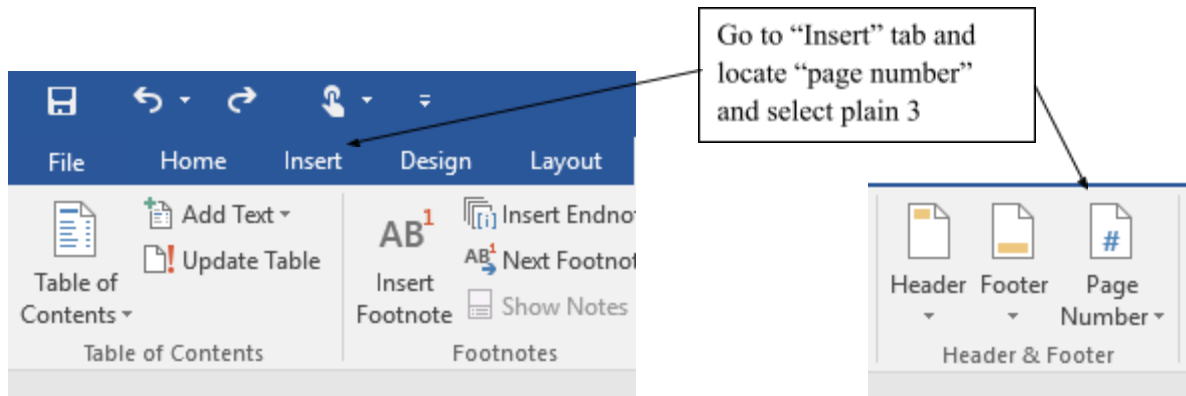 Go to “Insert” tab and
locate “page number”
and select plain 3
File Home Insert Design Layout
Table of
Contents
Add Text
Update Table
Table of Contents
AB1
Insert
Footnote
[i] Insert Endno
AB1 Next Footnot
Show Notes
Footnotes
Header Footer Page
Number
#
Header & Footer